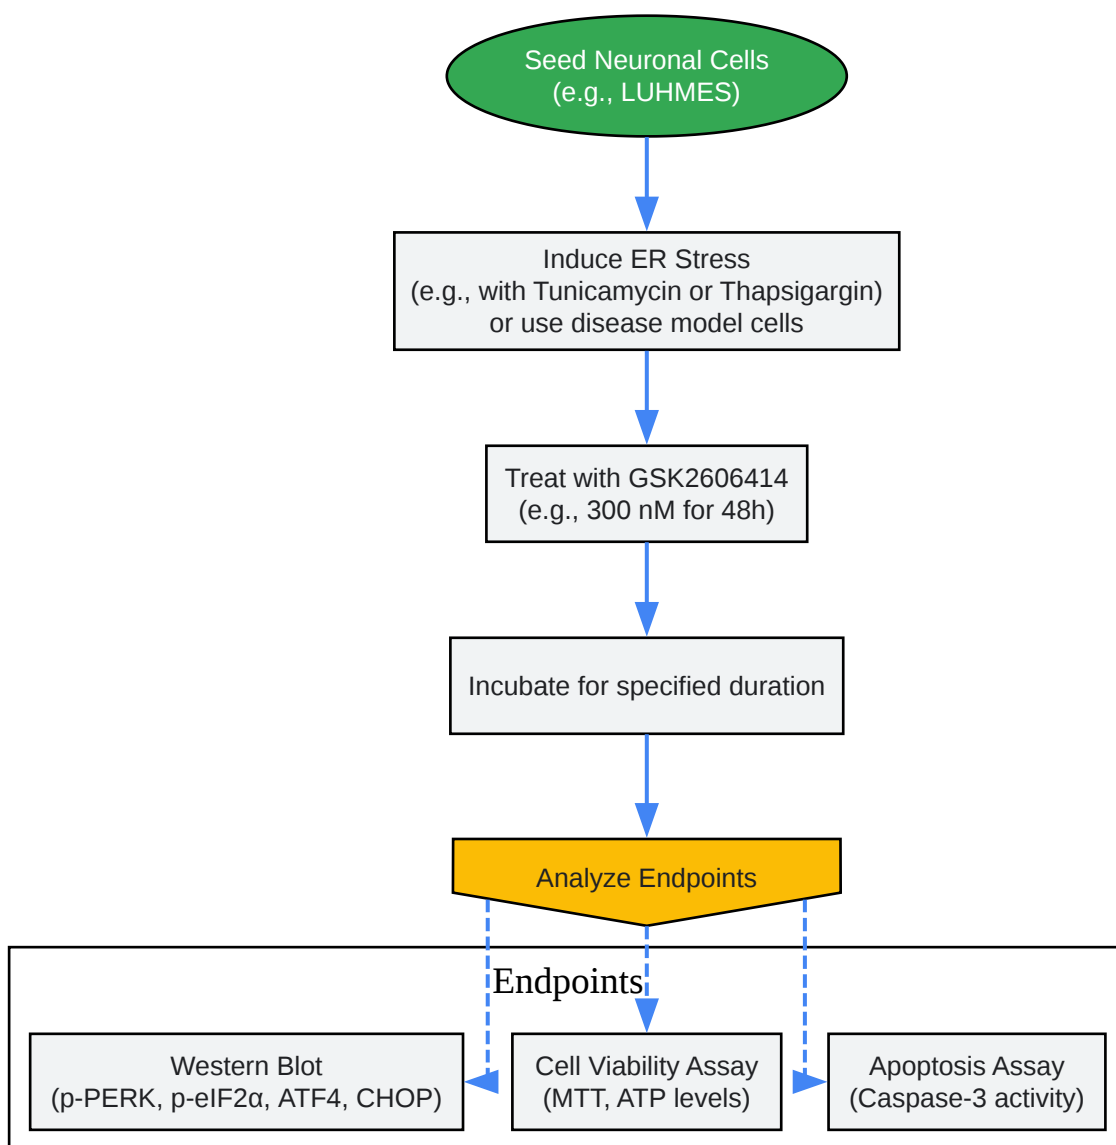 Seed Neuronal Cells
(e.g., LUHMES)
Induce ER Stress
(e.g., with Tunicamycin or Thapsigargin)
or use disease model cells
Treat with GSK2606414
(e.g., 300 nM for 48h)
Incubate for specified duration
Analyze Endpoints
Endpoints
Western Blot
(p-PERK, p-eIF2α, ATF4, CHOP)
Cell Viability Assay
(MTT, ATP levels)
Apoptosis Assay
(Caspase-3 activity)